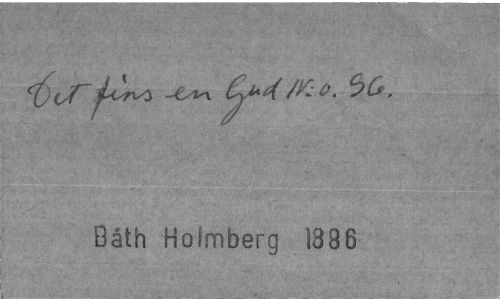 Det fins en Gud N:o. 96.
Båth Holmberg 1886